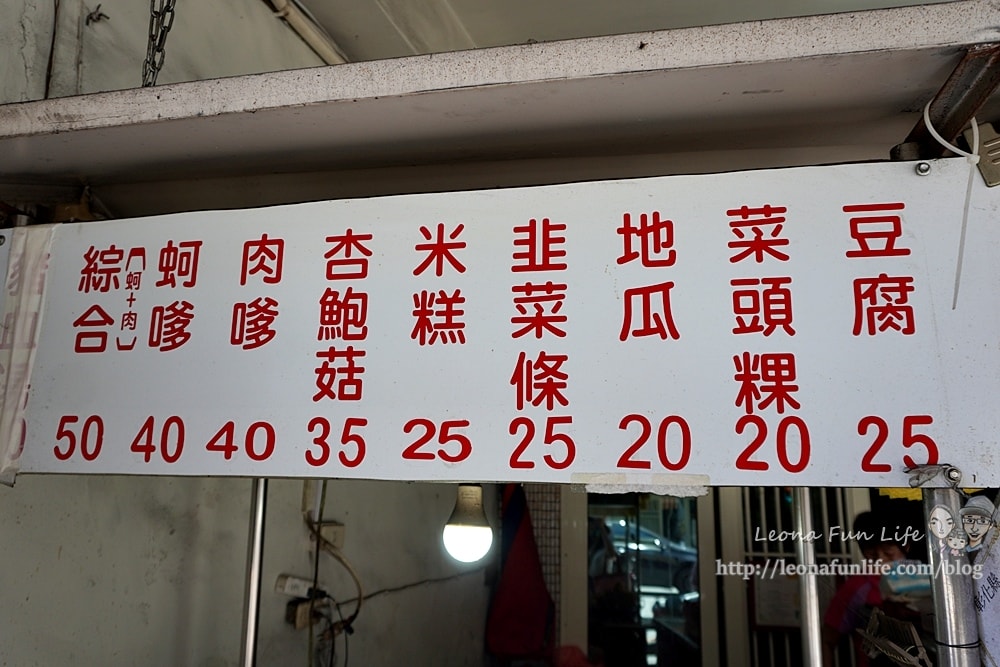 豆腐 25
菜頭粿 20
地瓜 20
韭菜條 25
米糕 25
杏鮑菇 35
肉嗲 40
蚵嗲 40
綜合(蚵+肉) 50
Leona Fun Life
http://leonafunlife.com/blog